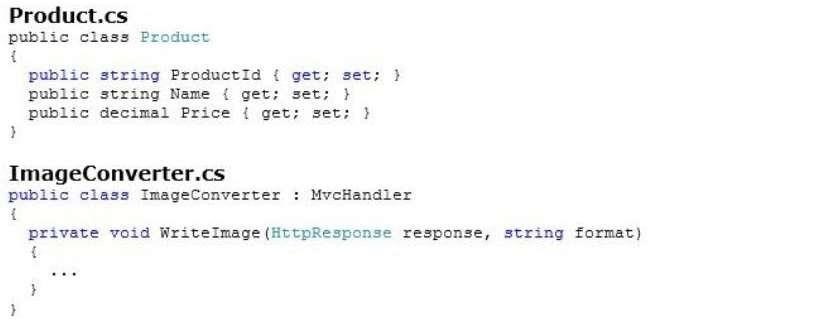 Product.cs
public class Product
{
public string ProductId { get; set; }
public string Name { get; set; }
public decimal Price { get; set; }
}
ImageConverter.cs
public class ImageConverter : MvcHandler
{
private void WriteImage(HttpResponse response, string format)
{
...
}
}